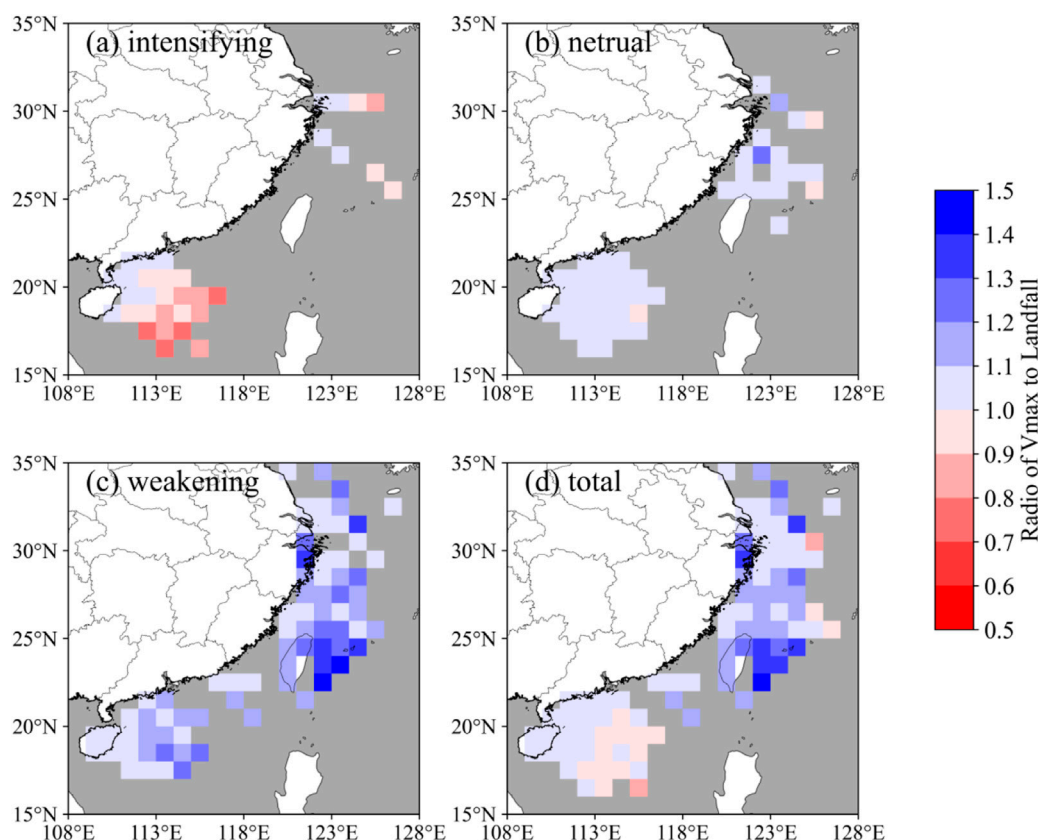 35°N
(a) intensifying
30°N
25°N
20°N
15°N
108°E 113°E 118°E 123°E 128°E
35°N
(b) netrual
30°N
25°N
20°N
15°N
108°E 113°E 118°E 123°E 128°E
35°N
(c) weakening
30°N
25°N
20°N
15°N
108°E 113°E 118°E 123°E 128°E
35°N
(d) total
30°N
25°N
20°N
15°N
108°E 113°E 118°E 123°E 128°E
1.5
1.4
1.3
1.2
1.1
1.0
0.9
0.8
0.7
0.6
0.5
Radio of Vmax to Landfall